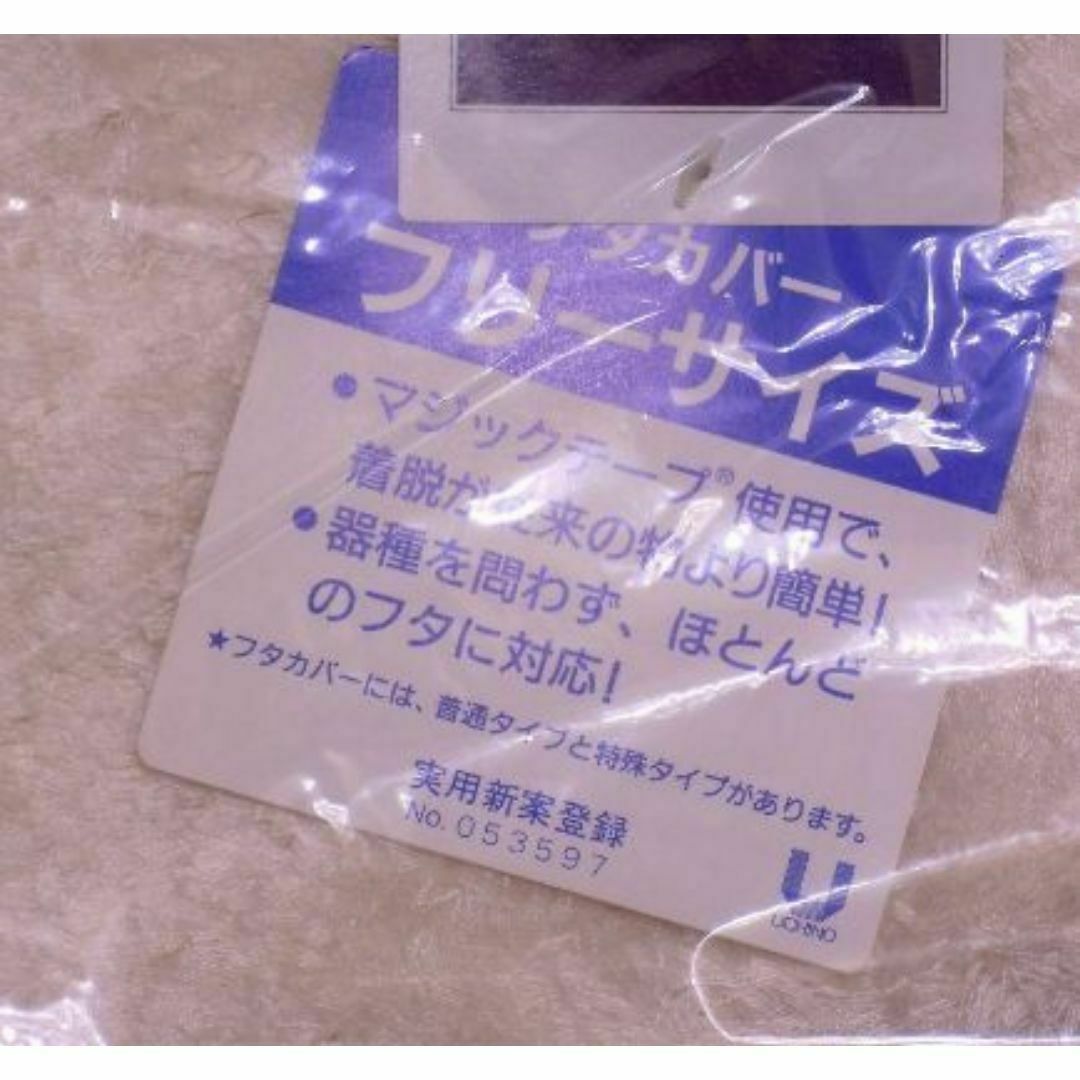 フタカバー
フリーサイズ
●マジックテープ®使用で、
着脱が従来の物より簡単！
●器種を問わず、ほとんど
のフタに対応！
★フタカバーには、普通タイプと特殊タイプがあります。
実用新案登録
No.053597
UCHINO